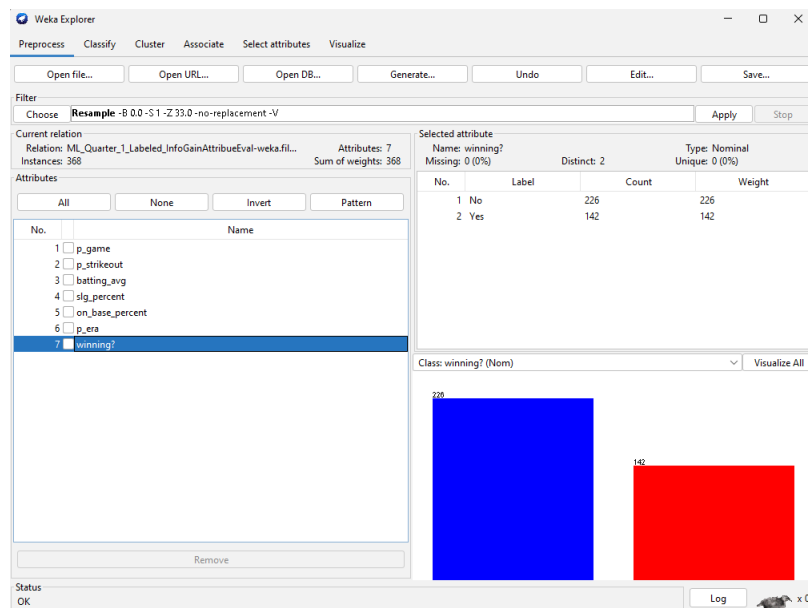 Weka Explorer
Preprocess Classify Cluster Associate Select attributes Visualize
Open file... Open URL... Open DB... Generate... Undo Edit... Save...
Filter
Choose Resample -B 0.0 -S 1 -Z 33.0 -no-replacement -V Apply Stop
Current relation
Relation: ML_Quarter_1_Labeled_InfoGainAttribueEval-weka.fil... Attributes: 7
Instances: 368 Sum of weights: 368
Selected attribute
Name: winning? Type: Nominal
Missing: 0 (0%) Distinct: 2 Unique: 0 (0%)
Attributes
All None Invert Pattern
No. Name
1 p_game
2 p_strikeout
3 batting_avg
4 slg_percent
5 on_base_percent
6 p_era
7 winning?
Remove
No. Label Count Weight
1 No 226 226
2 Yes 142 142
Class: winning? (Nom) Visualize All
226
142
Status
OK
Log
x 0